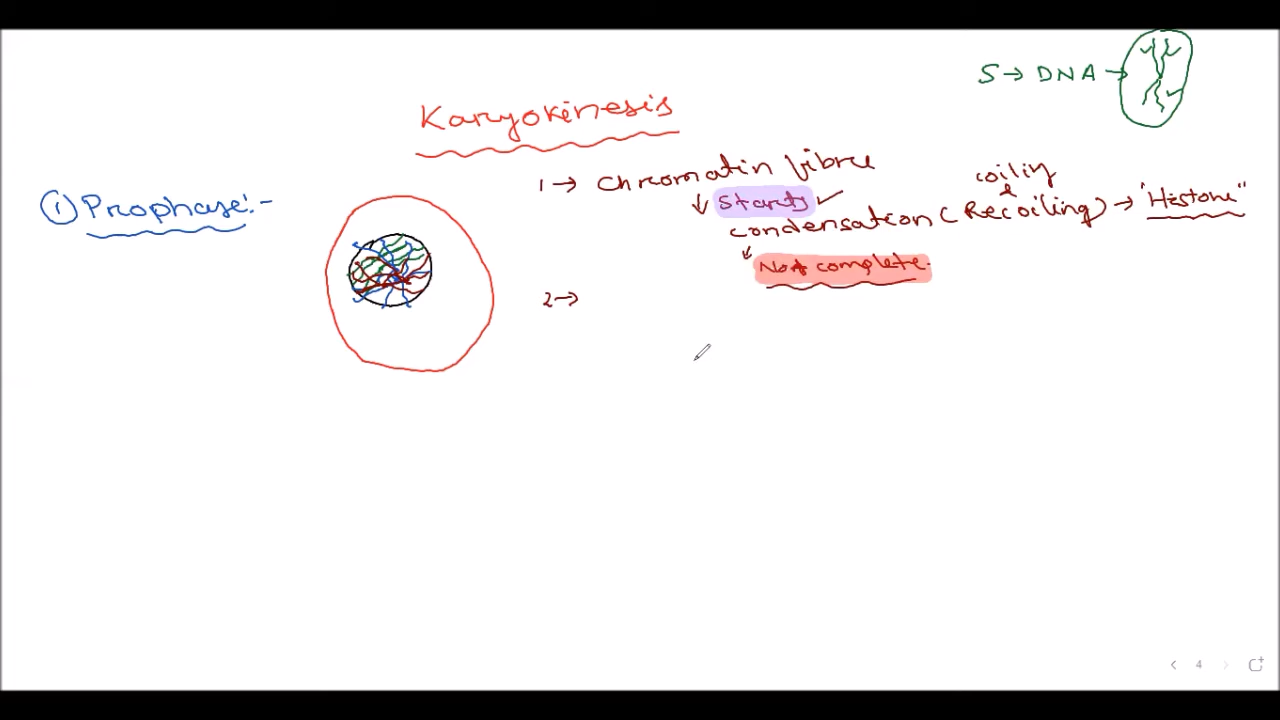 S → DNA →
Karyokinesis
1 → Chromatin fibre
① Prophase:-
coiling
&
↓ Starts ✓
condensation (Recoiling) → "Histone"
↓ Not complete.
2 →
4